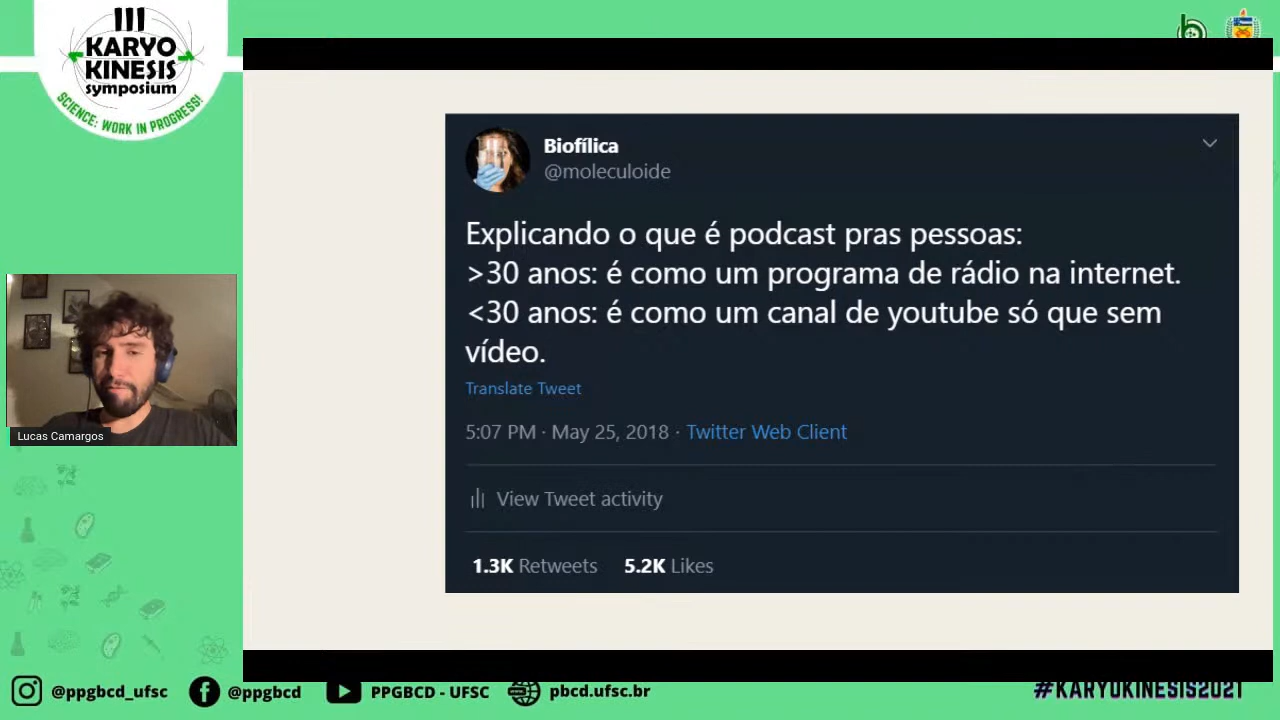 III
KARYO
KINESIS
symposium
SCIENCE: WORK IN PROGRESS!
Biofílica
@moleculoide
Explicando o que é podcast pras pessoas:
>30 anos: é como um programa de rádio na internet.
<30 anos: é como um canal de youtube só que sem
vídeo.
Translate Tweet
5:07 PM · May 25, 2018 · Twitter Web Client
View Tweet activity
1.3K Retweets 5.2K Likes
Lucas Camargos
@ppgbcd_ufsc @ppgbcd PPGBCD - UFSC pbcd.ufsc.br #KARYOKINESIS2021